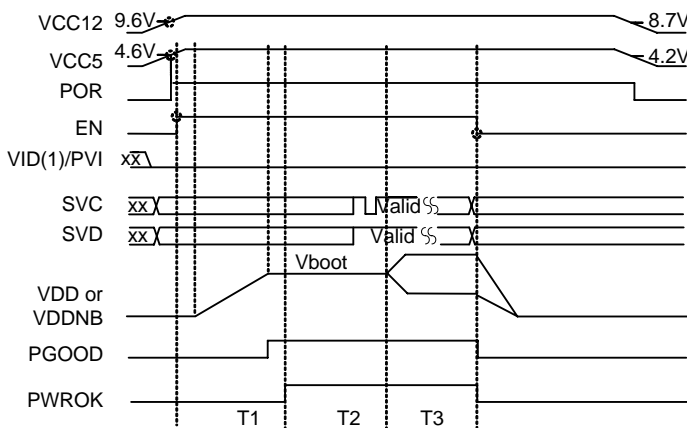 VCC12 9.6V 8.7V
VCC5 4.6V 4.2V
POR
EN
VID(1)/PVI xx
SVC xx Valid
SVD xx Valid
Vboot
VDD or
VDDNB
PGOOD
PWROK
T1 T2 T3